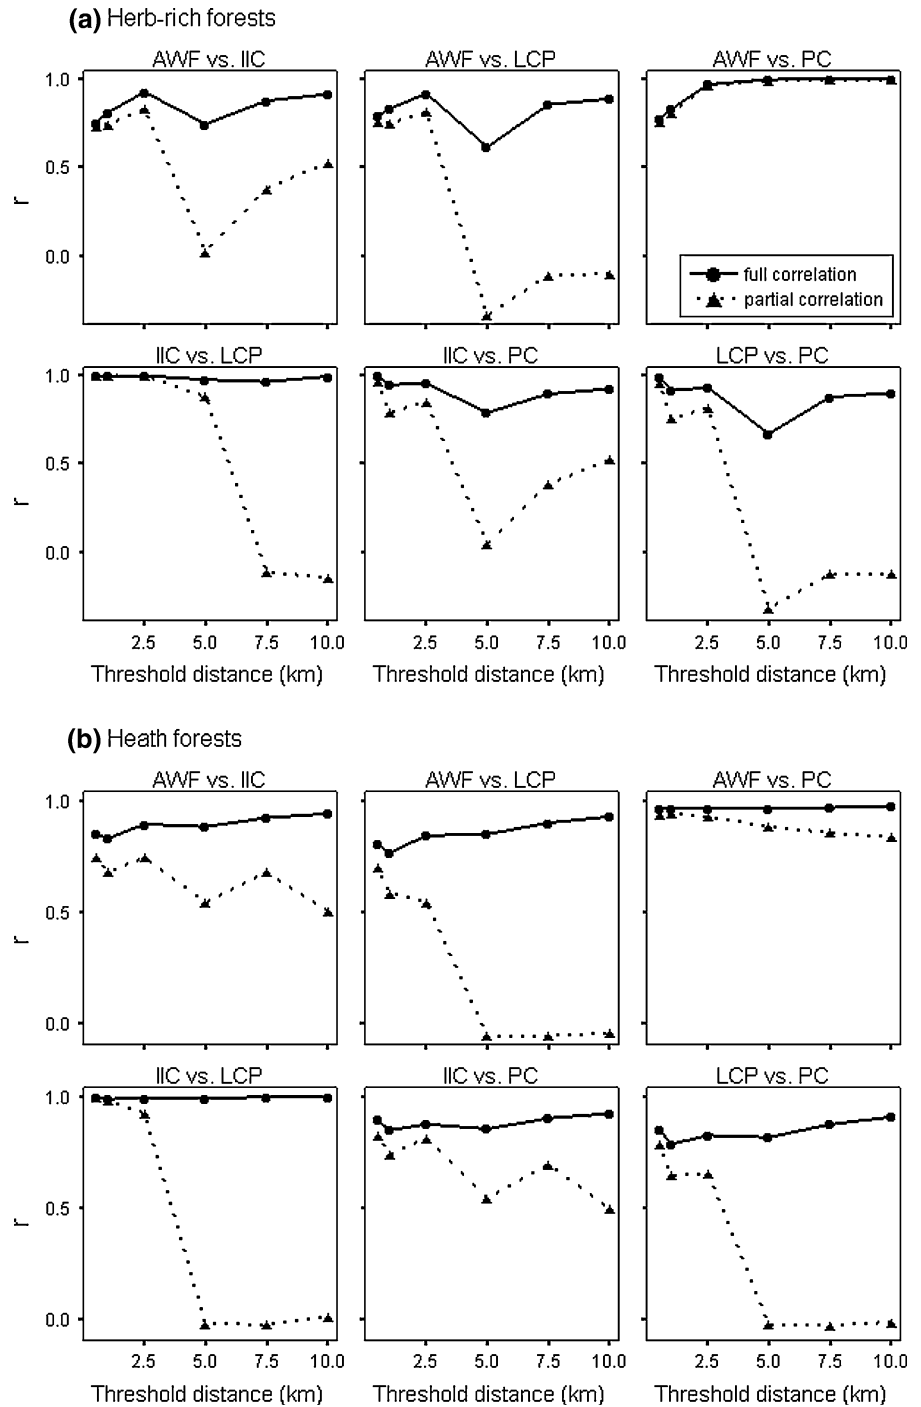 (a) Herb-rich forests
AWF vs. IIC AWF vs. LCP AWF vs. PC
1.0
0.5
0.0
r
full correlation
partial correlation
IIC vs. LCP IIC vs. PC LCP vs. PC
1.0
0.5
0.0
r
2.5 5.0 7.5 10.0 2.5 5.0 7.5 10.0 2.5 5.0 7.5 10.0
Threshold distance (km) Threshold distance (km) Threshold distance (km)
(b) Heath forests
AWF vs. IIC AWF vs. LCP AWF vs. PC
1.0
0.5
0.0
r
IIC vs. LCP IIC vs. PC LCP vs. PC
1.0
0.5
0.0
r
2.5 5.0 7.5 10.0 2.5 5.0 7.5 10.0 2.5 5.0 7.5 10.0
Threshold distance (km) Threshold distance (km) Threshold distance (km)